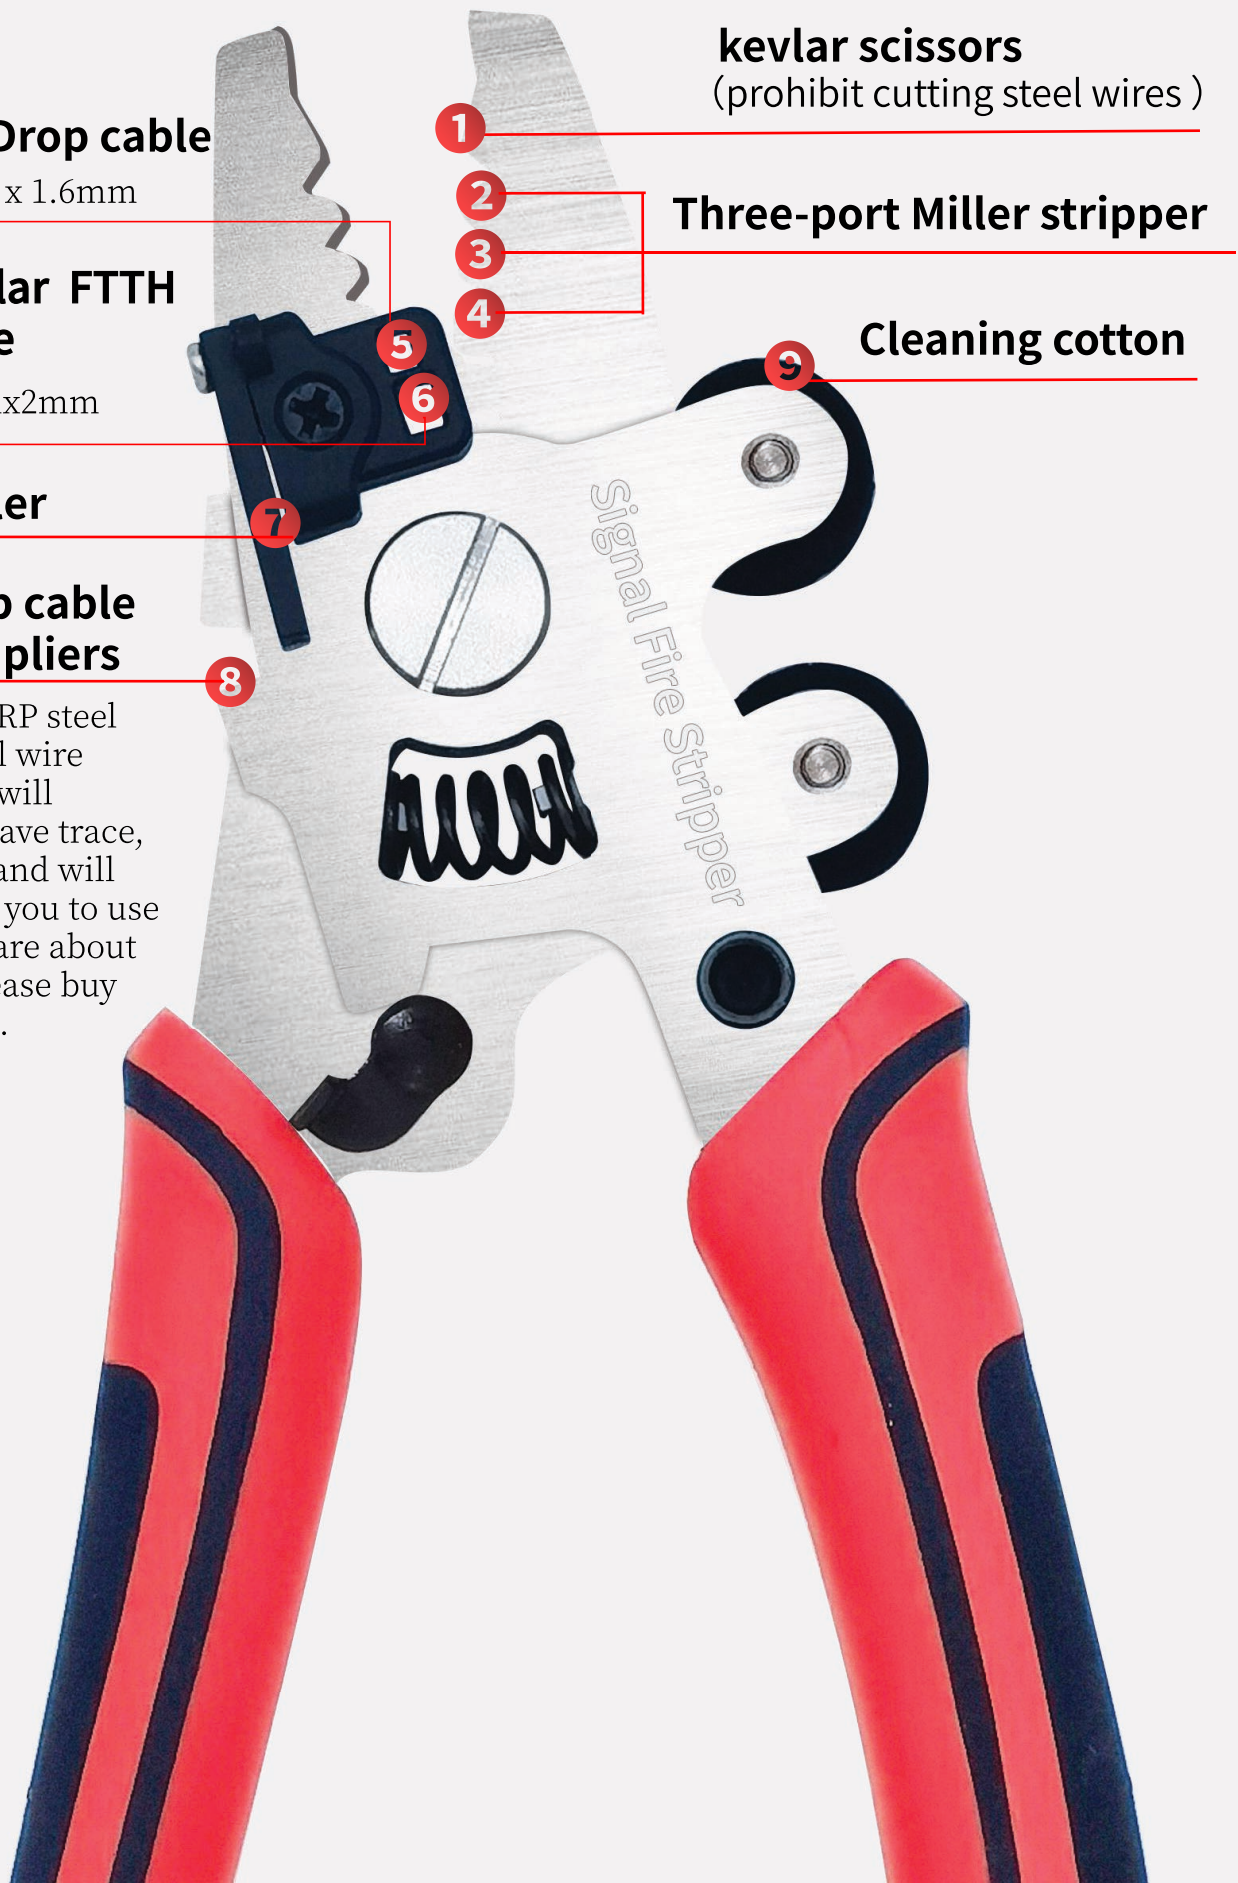 kevlar scissors
（prohibit cutting steel wires ）
Drop cable
x 1.6mm
1
2
Three-port Miller stripper
3
lar FTTH
e
4
Cleaning cotton
5
9
6
x2mm
Signal Fire Stripper
er
7
cable
pliers
8
RP steel
l wire
will
ave trace,
and will
you to use
are about
ease buy
.